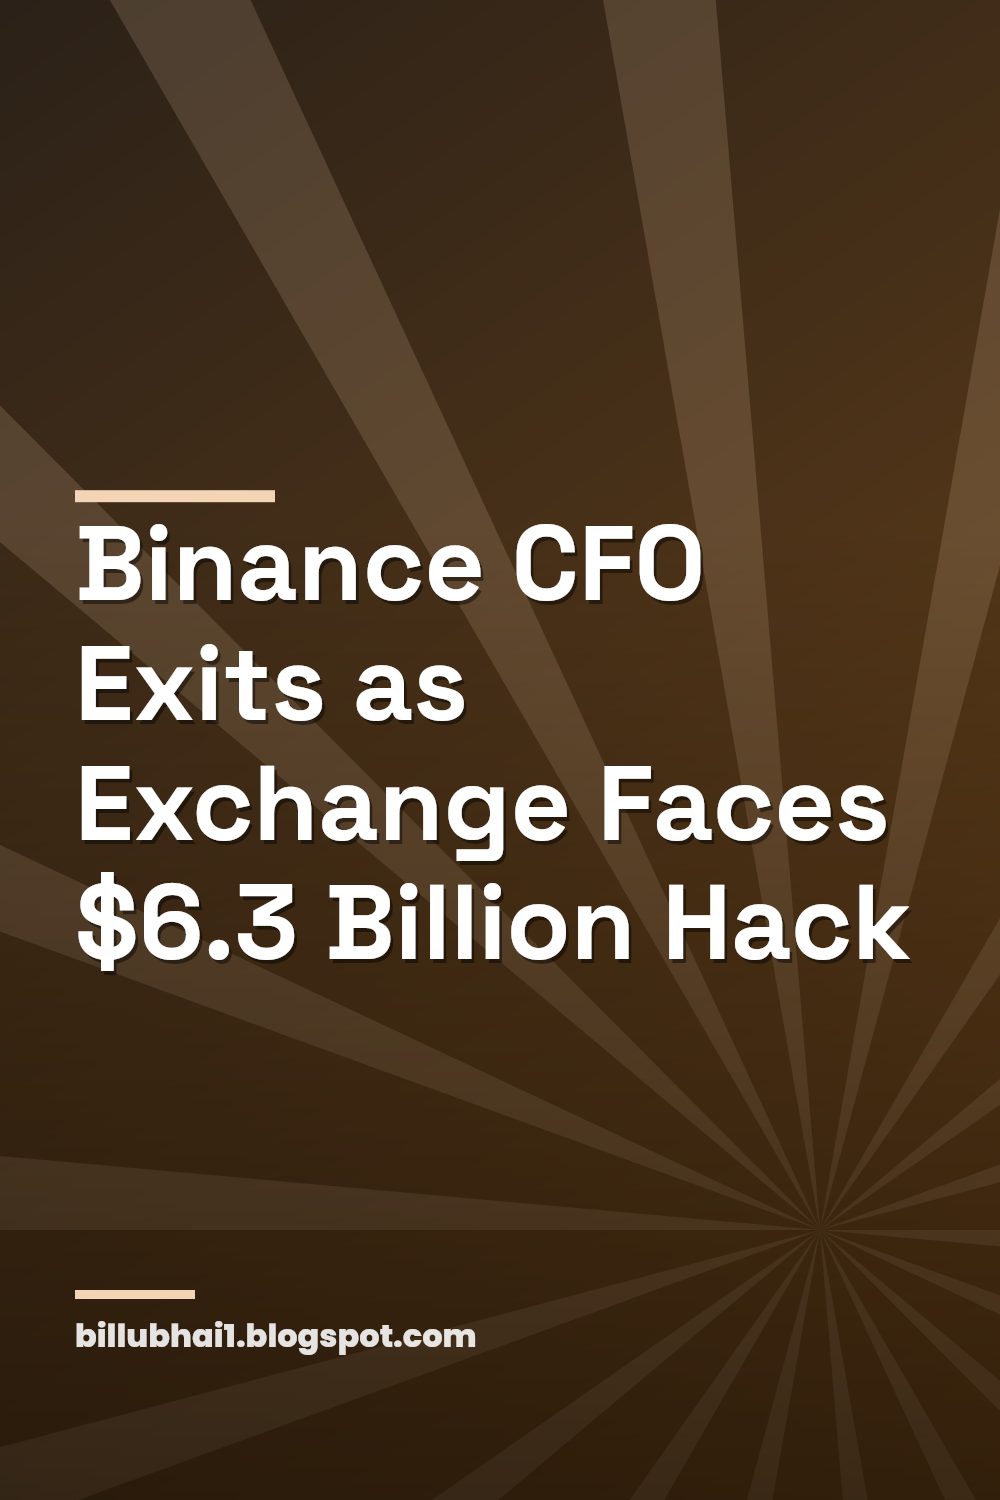 Binance CFO
Exits as
Exchange Faces
$6.3 Billion Hack
billubhai1.blogspot.com